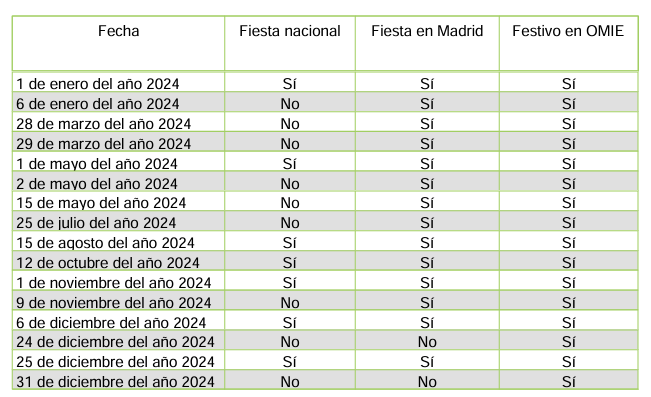 Fecha Fiesta nacional Fiesta en Madrid Festivo en OMIE
1 de enero del año 2024 Sí Sí Sí
6 de enero del año 2024 No Sí Sí
28 de marzo del año 2024 No Sí Sí
29 de marzo del año 2024 No Sí Sí
1 de mayo del año 2024 Sí Sí Sí
2 de mayo del año 2024 No Sí Sí
15 de mayo del año 2024 No Sí Sí
25 de julio del año 2024 No Sí Sí
15 de agosto del año 2024 Sí Sí Sí
12 de octubre del año 2024 Sí Sí Sí
1 de noviembre del año 2024 Sí Sí Sí
9 de noviembre del año 2024 No Sí Sí
6 de diciembre del año 2024 Sí Sí Sí
24 de diciembre del año 2024 No No Sí
25 de diciembre del año 2024 Sí Sí Sí
31 de diciembre del año 2024 No No Sí